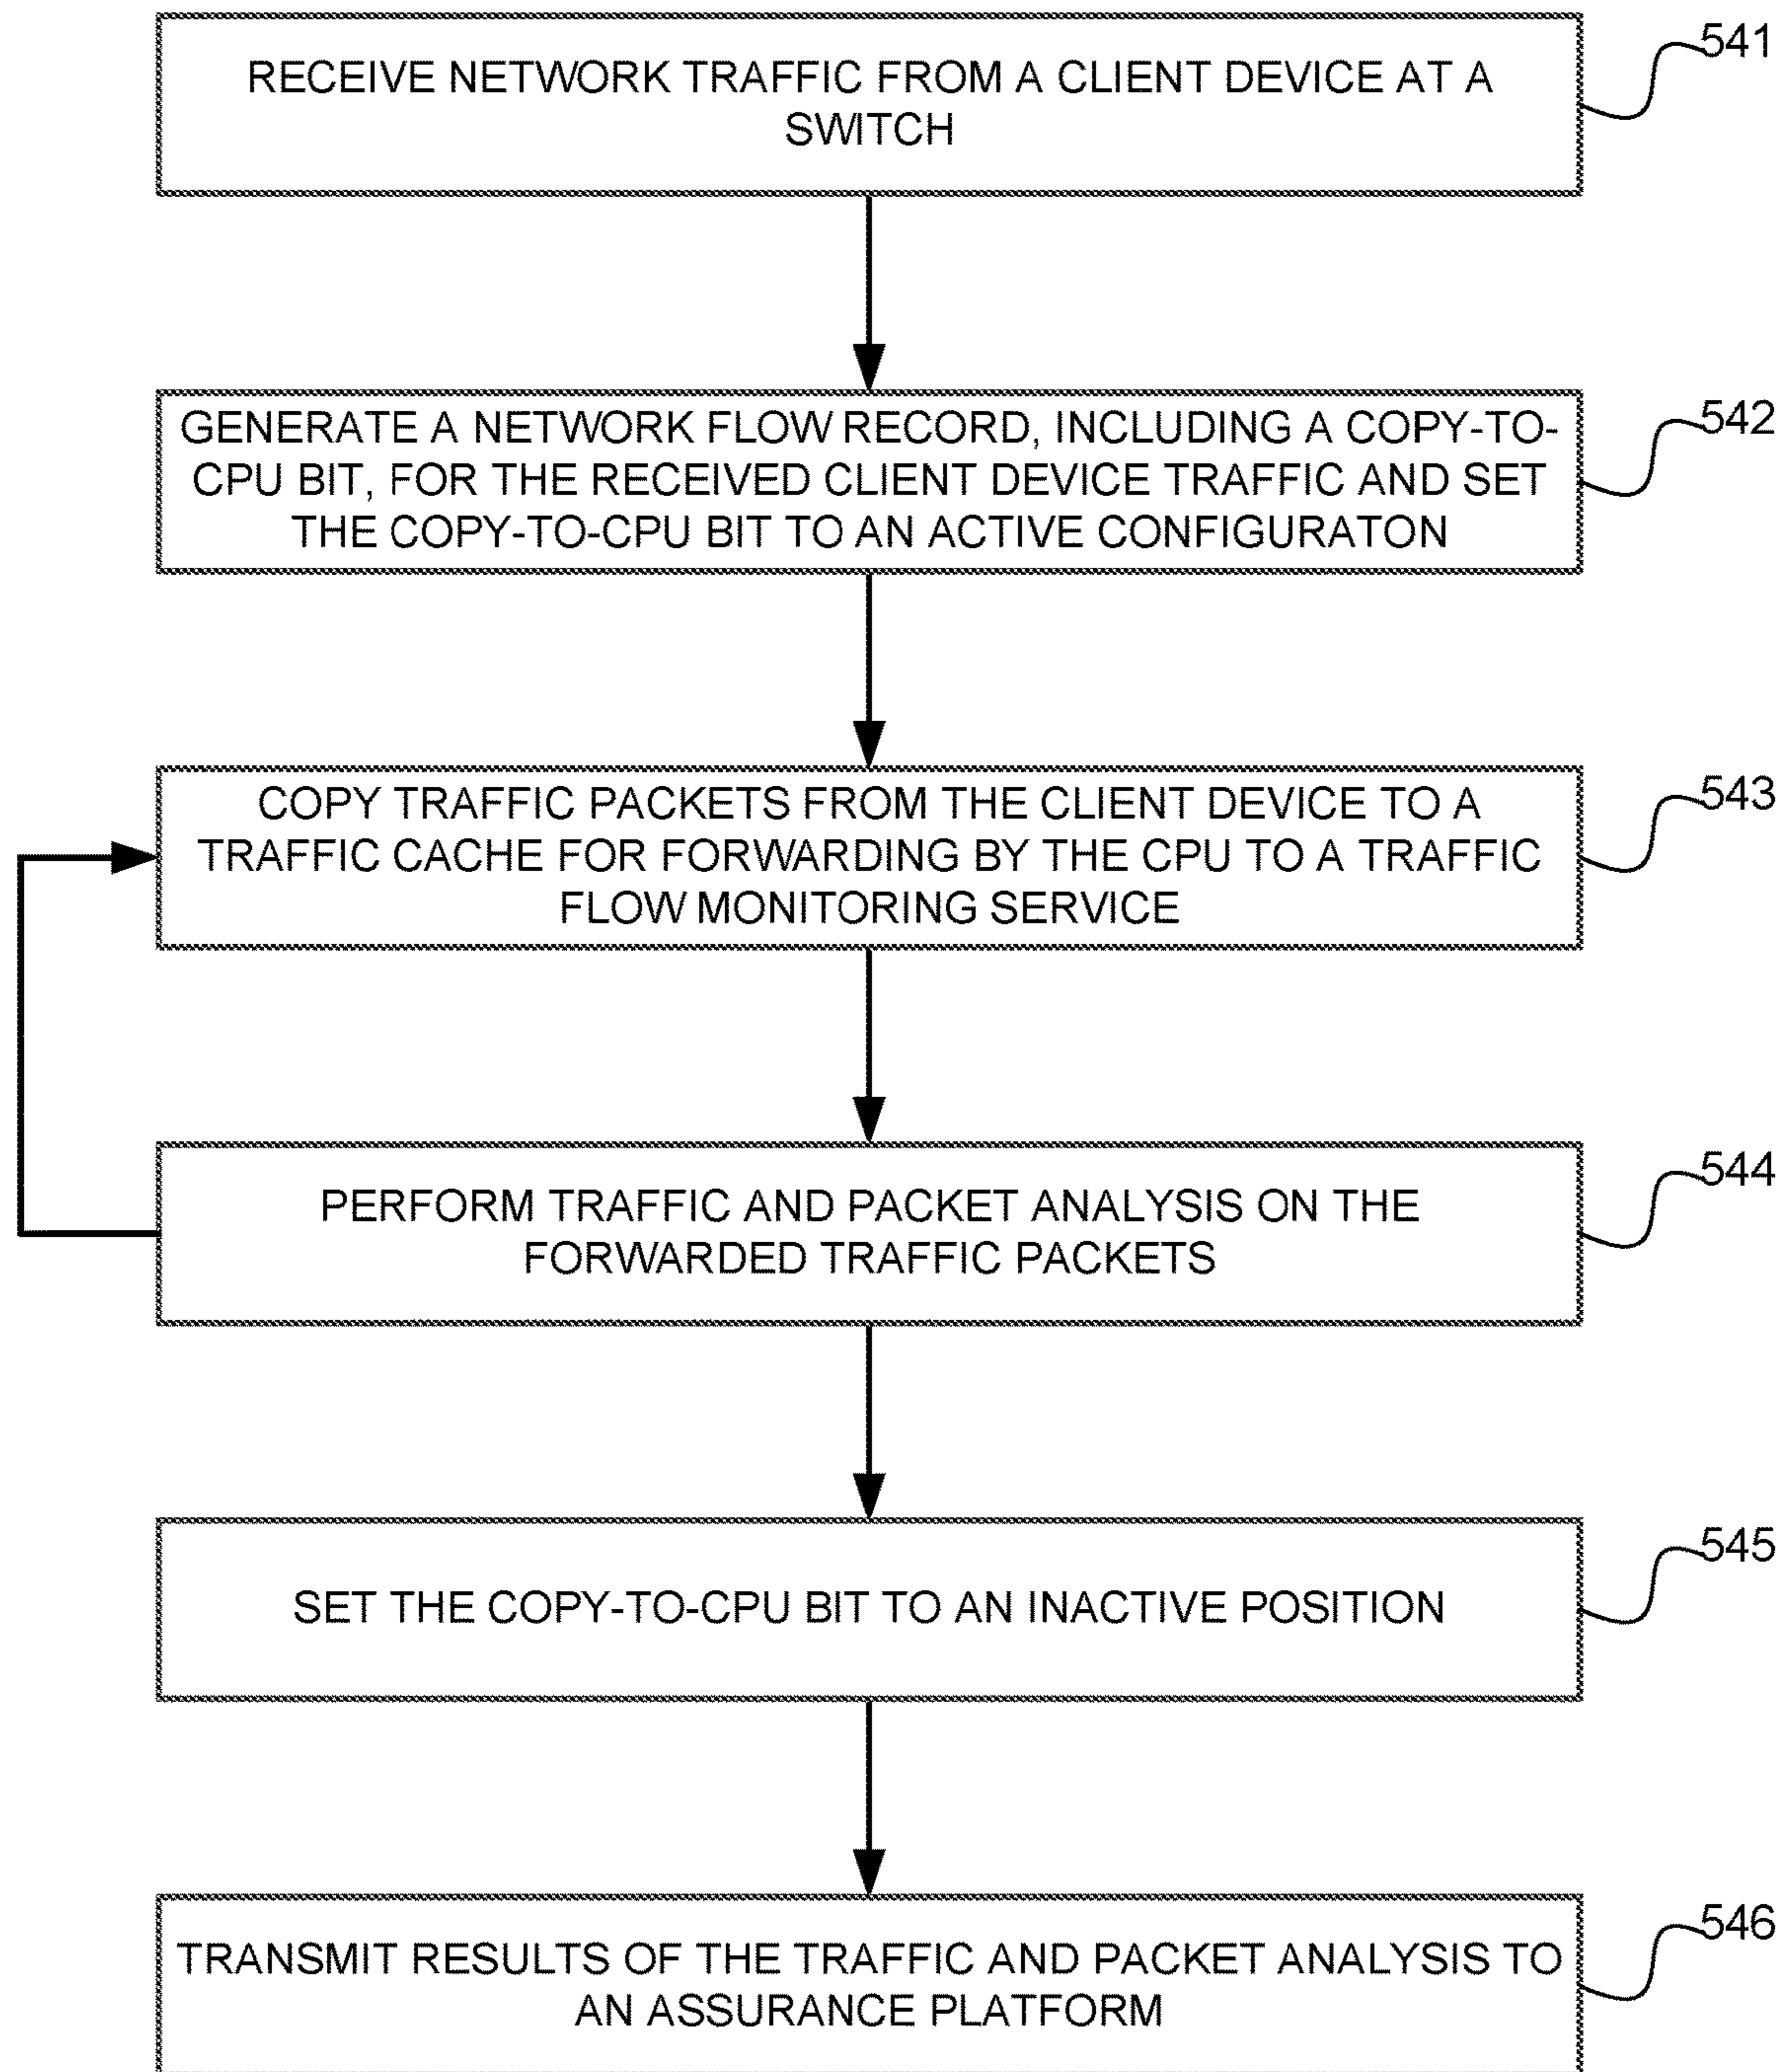 RECEIVE NETWORK TRAFFIC FROM A CLIENT DEVICE AT A
SWITCH
541
GENERATE A NETWORK FLOW RECORD, INCLUDING A COPY-TO-
CPU BIT, FOR THE RECEIVED CLIENT DEVICE TRAFFIC AND SET
THE COPY-TO-CPU BIT TO AN ACTIVE CONFIGURATON
542
COPY TRAFFIC PACKETS FROM THE CLIENT DEVICE TO A
TRAFFIC CACHE FOR FORWARDING BY THE CPU TO A TRAFFIC
FLOW MONITORING SERVICE
543
PERFORM TRAFFIC AND PACKET ANALYSIS ON THE
FORWARDED TRAFFIC PACKETS
544
SET THE COPY-TO-CPU BIT TO AN INACTIVE POSITION
545
TRANSMIT RESULTS OF THE TRAFFIC AND PACKET ANALYSIS TO
AN ASSURANCE PLATFORM
546